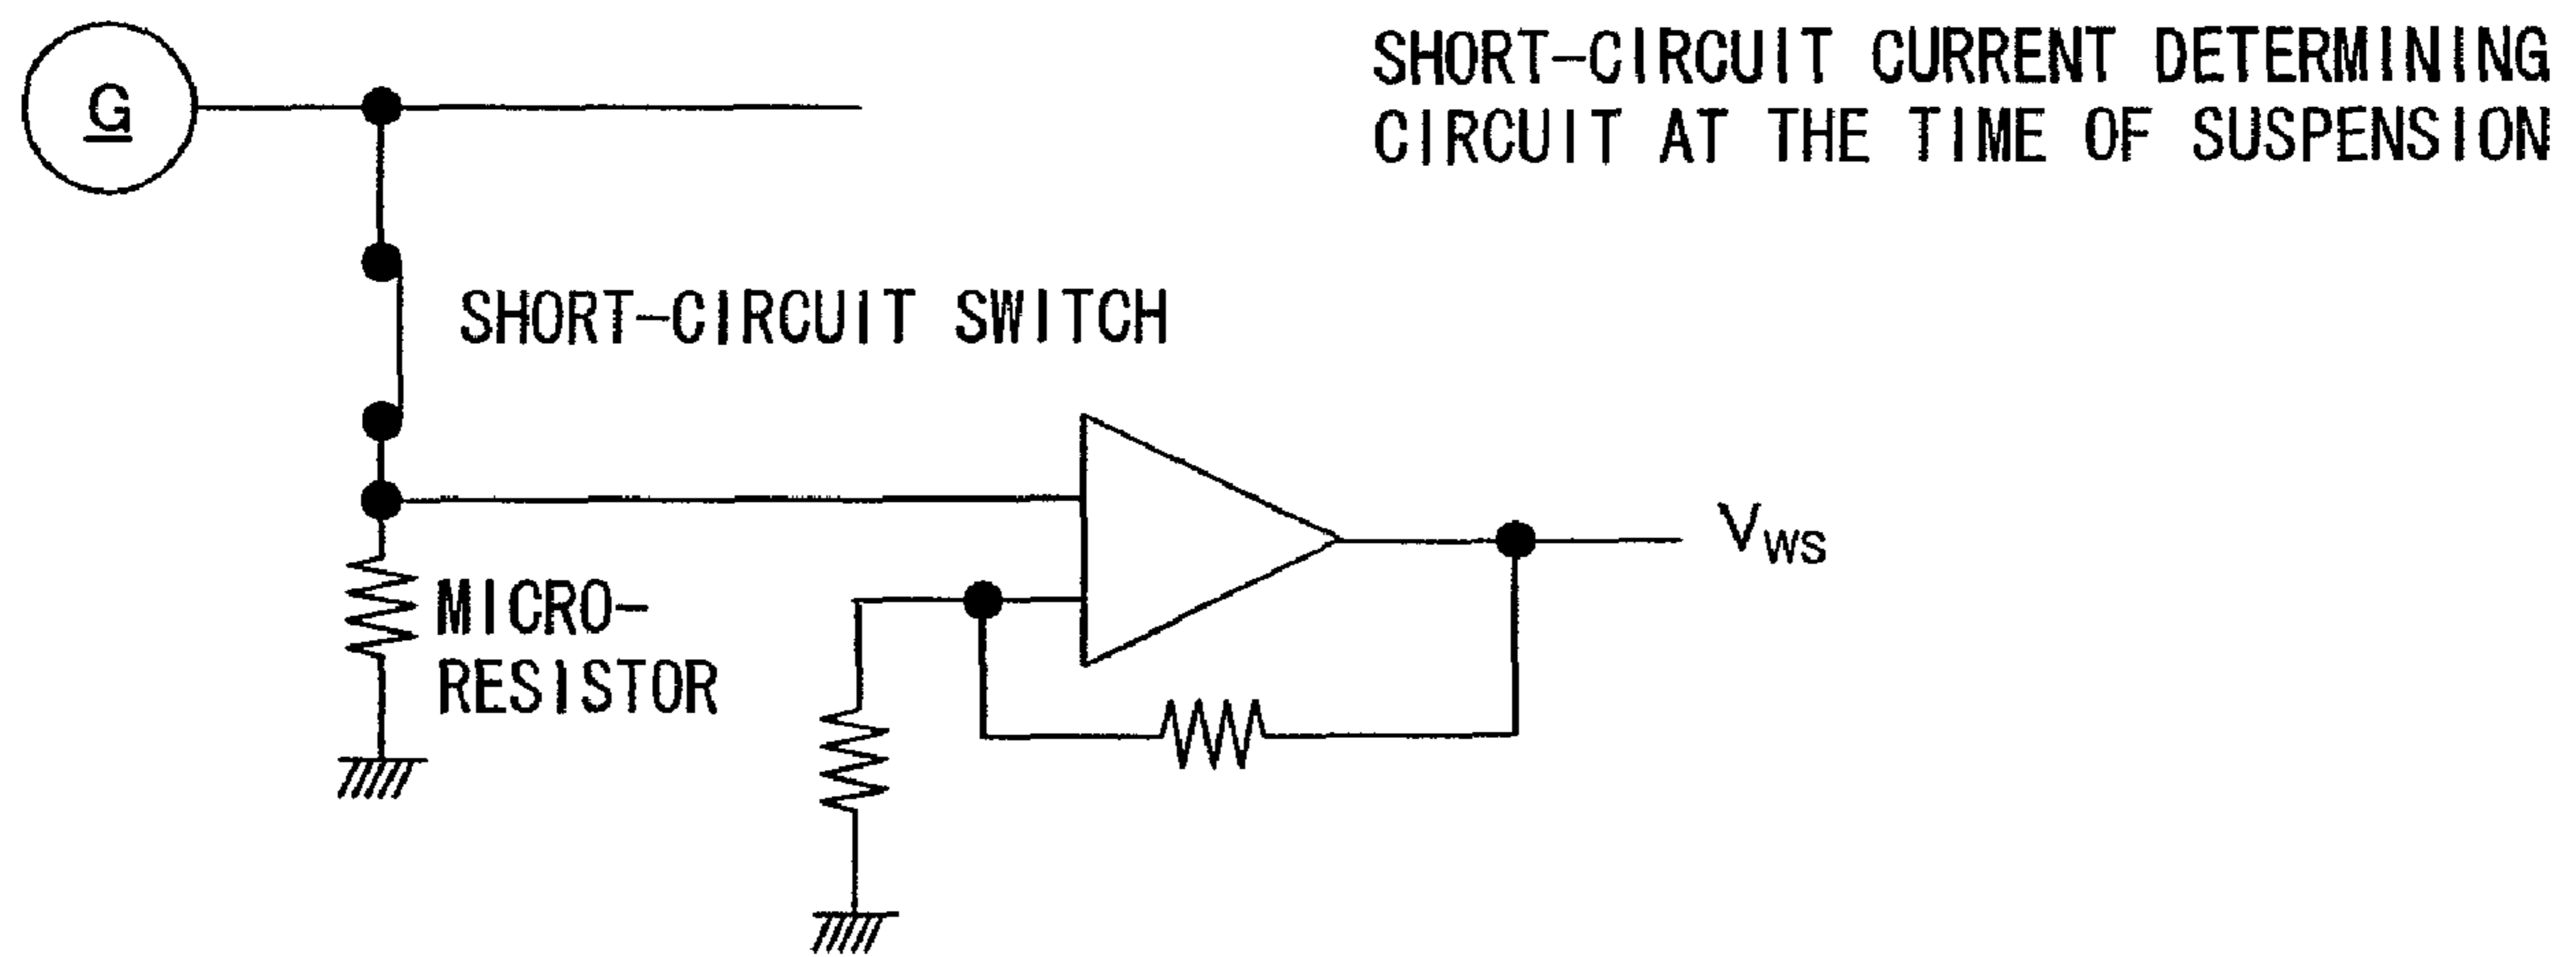 G
SHORT-CIRCUIT CURRENT DETERMINING
CIRCUIT AT THE TIME OF SUSPENSION
SHORT-CIRCUIT SWITCH
MICRO-
RESISTOR
VWS